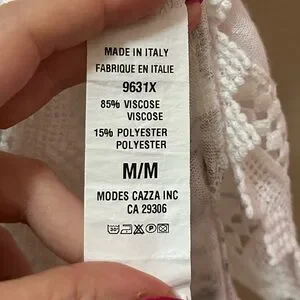 MADE IN ITALY
FABRIQUE EN ITALIE
9631X
85% VISCOSE
VISCOSE
15% POLYESTER
POLYESTER
M/M
MODES CAZZA INC
CA 29306